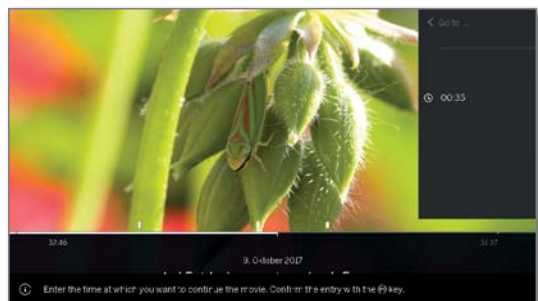 Go to ...
00:35
32:46
31:37
9. Oktober 2017
Enter the time at which you want to continue the movie. Confirm the entry with the key.